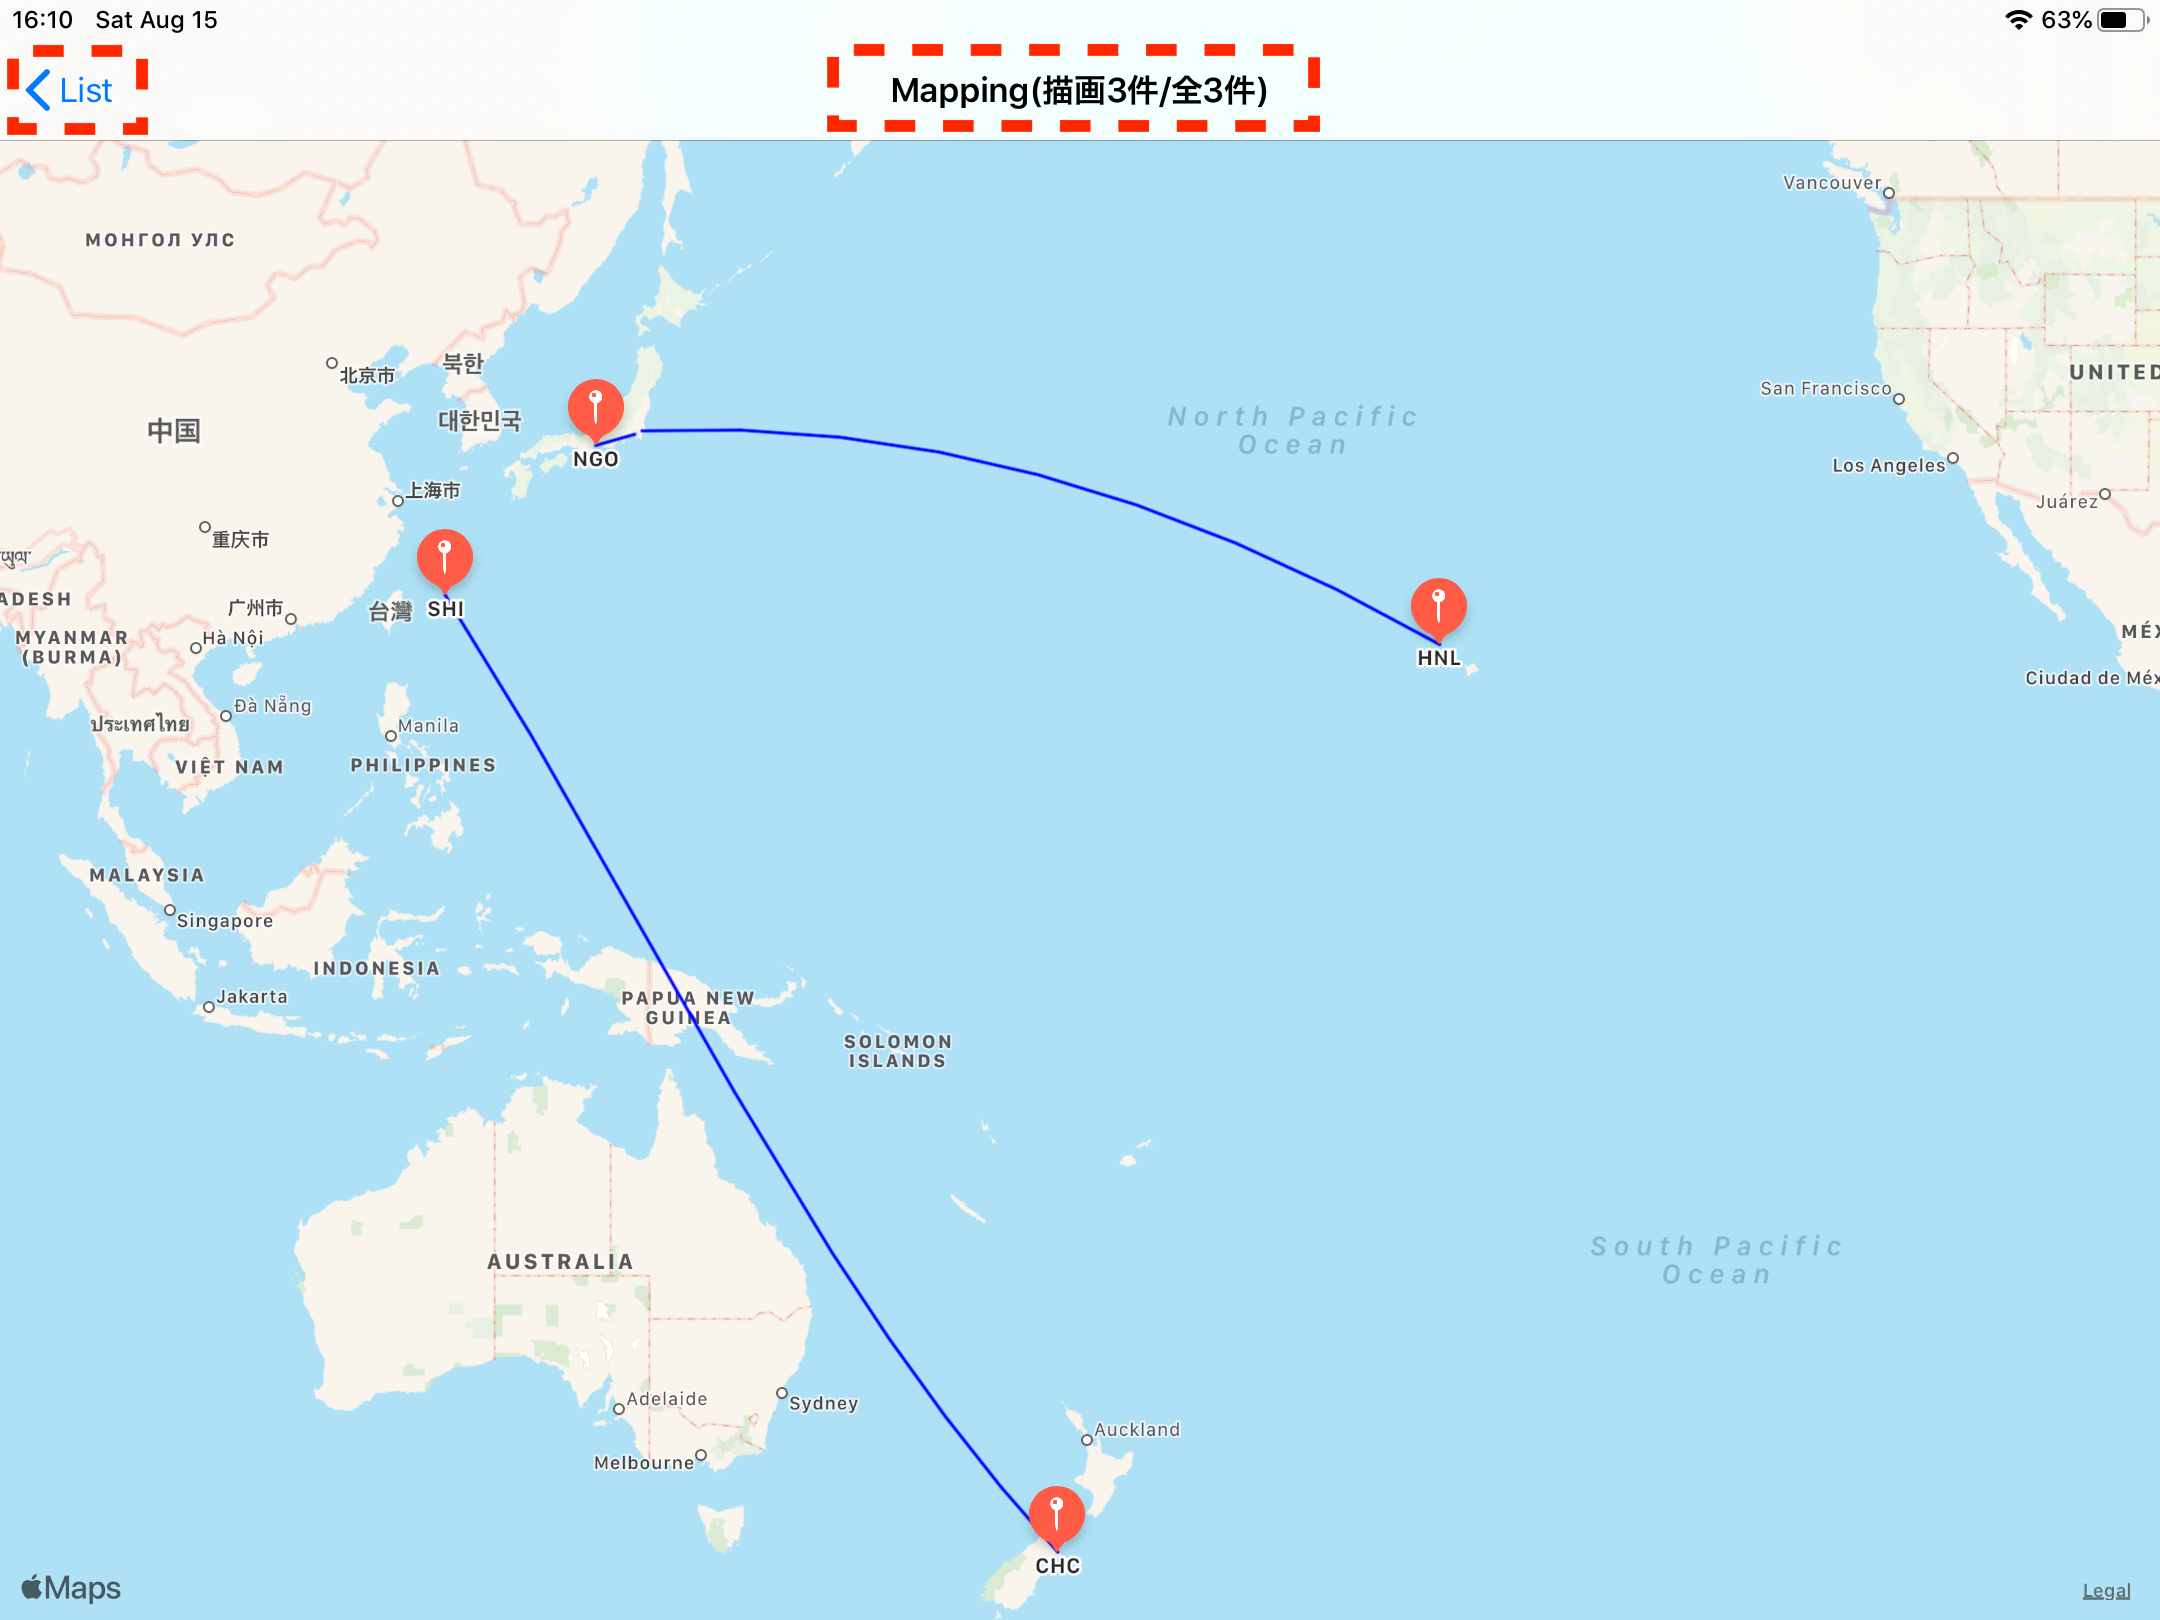 16:10 Sat Aug 15
63%
List
Mapping(描画3件/全3件)
Vancouver
МОНГОЛ УЛС
北京市
북한
UNITED
San Francisco
North Pacific
Ocean
대한민국
中国
NGO
Los Angeles
上海市
Juárez
重庆市
ADESH
广州市
台灣
SHI
MYANMAR
(BURMA)
Hà Nội
MÉX
HNL
Ciudad de Méx
Đà Nẵng
ประเทศไทย
Manila
VIỆT NAM
PHILIPPINES
MALAYSIA
Singapore
INDONESIA
Jakarta
PAPUA NEW
GUINEA
SOLOMON
ISLANDS
South Pacific
Ocean
AUSTRALIA
Adelaide
Sydney
Auckland
Melbourne
CHC
Maps
Legal